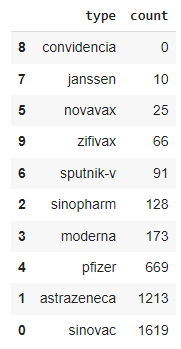 type count
8 convidencia 0
7 janssen 10
5 novavax 25
9 zifivax 66
6 sputnik-v 91
2 sinopharm 128
3 moderna 173
4 pfizer 669
1 astrazeneca 1213
0 sinovac 1619